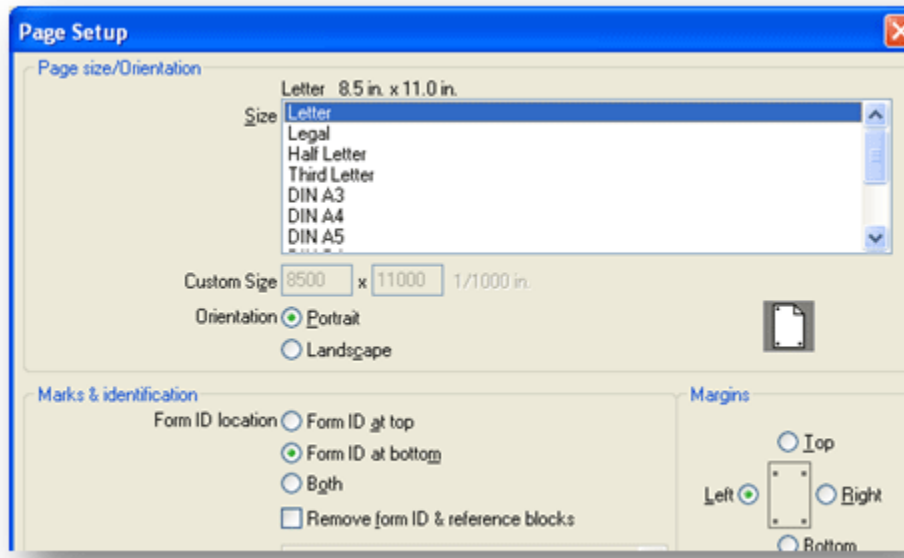 Page Setup
Page size/Orientation
Letter 8.5 in. x 11.0 in.
Size
Letter
Legal
Half Letter
Third Letter
DIN A3
DIN A4
DIN A5
Custom Size 8500 x 11000 1/1000 in.
Orientation Portrait
Landscape
Marks & identification
Form ID location Form ID at top
Form ID at bottom
Both
Remove form ID & reference blocks
Margins
Top
Left Right
Bottom